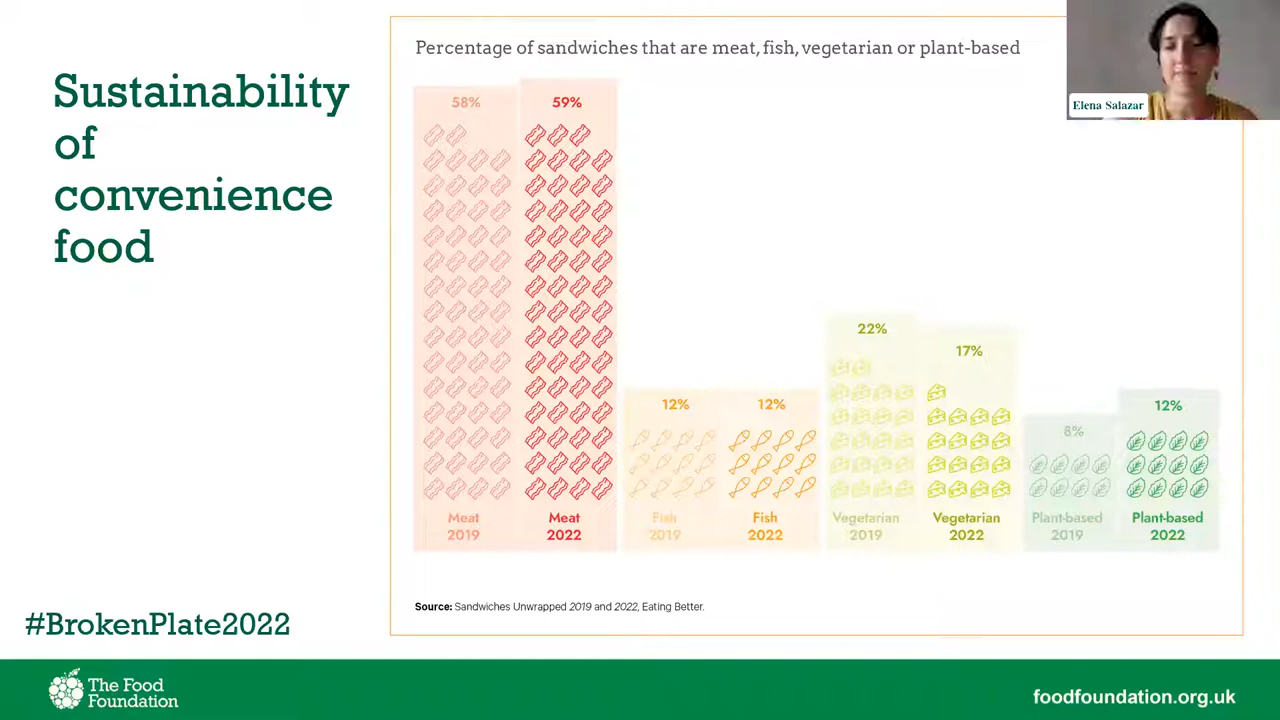 Sustainability
of
convenience
food
Percentage of sandwiches that are meat, fish, vegetarian or plant-based
Elena Salazar
58%
59%
12%
12%
22%
17%
8%
12%
Meat
2019
Meat
2022
Fish
2019
Fish
2022
Vegetarian
2019
Vegetarian
2022
Plant-based
2019
Plant-based
2022
Source: Sandwiches Unwrapped 2019 and 2022, Eating Better.
#BrokenPlate2022
The Food
Foundation
foodfoundation.org.uk